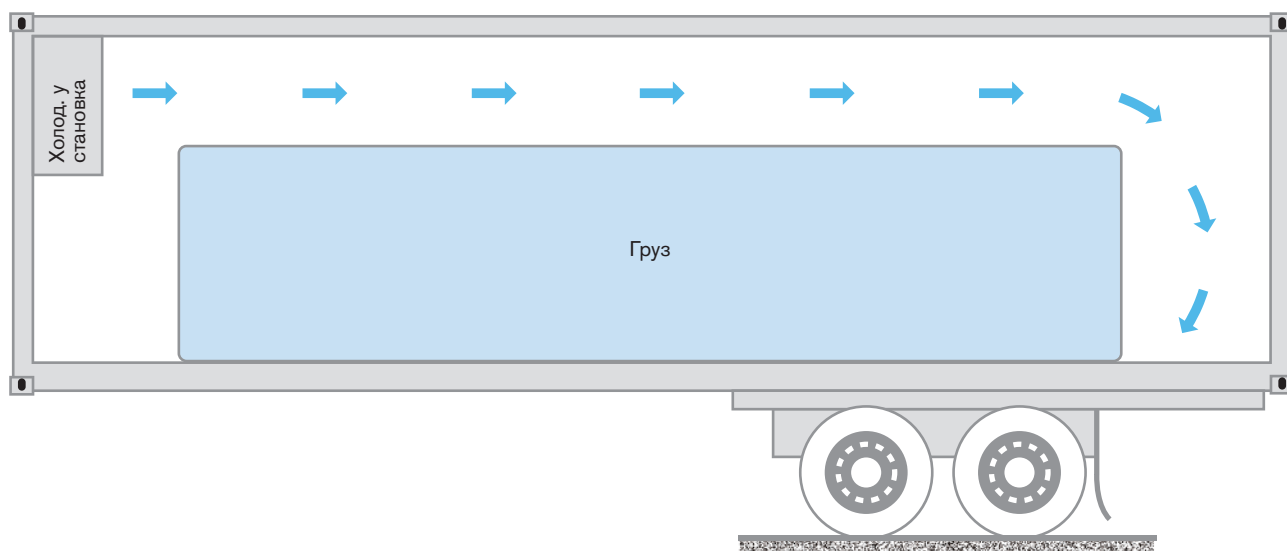 Холод. у
становка
Груз